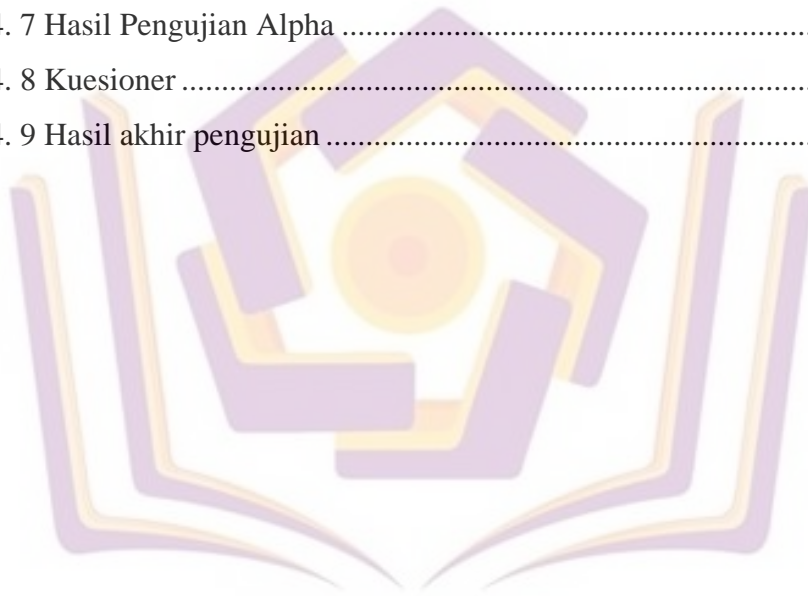 4. 7 Hasil Pengujian Alpha ........................................................
4. 8 Kuesioner ............................................................................
4. 9 Hasil akhir pengujian ..........................................................